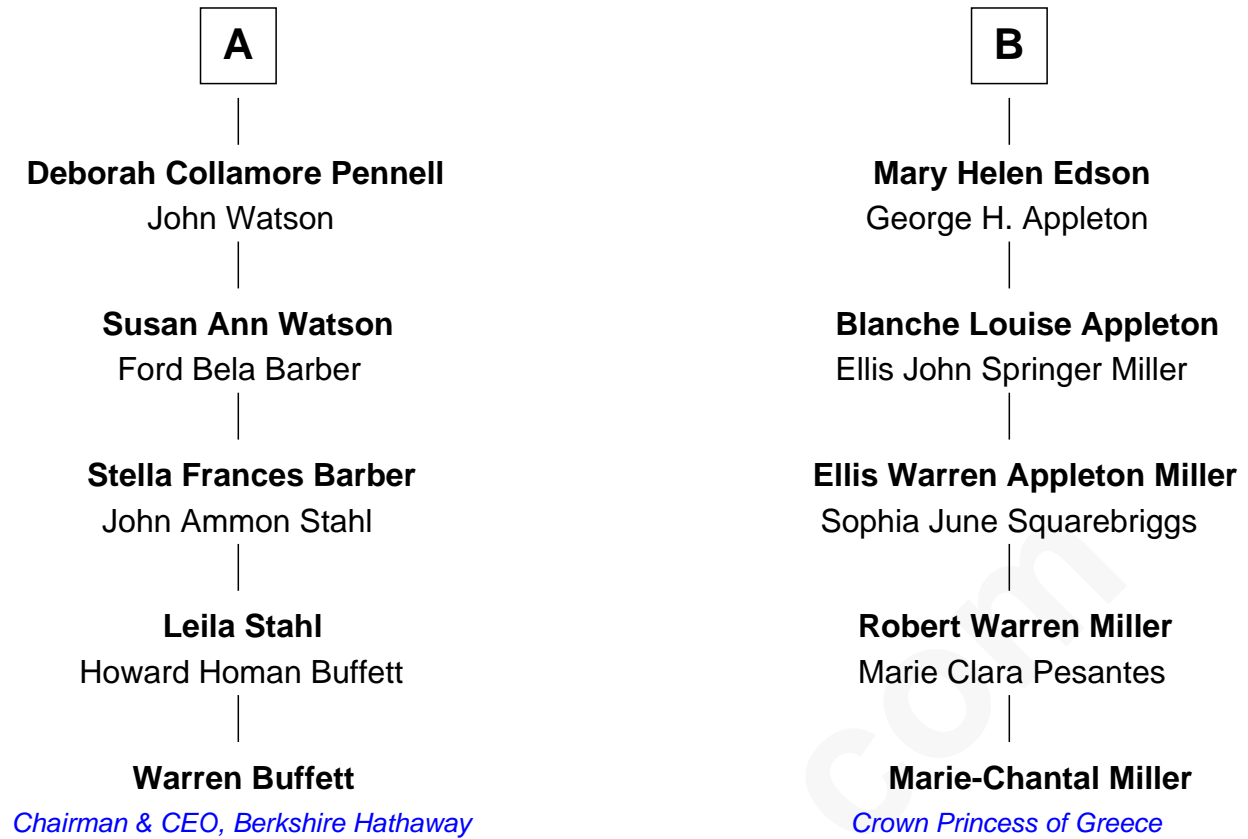 A
Deborah Collamore Pennell
John Watson
Susan Ann Watson
Ford Bela Barber
Stella Frances Barber
John Ammon Stahl
Leila Stahl
Howard Homan Buffett
Warren Buffett
Chairman & CEO, Berkshire Hathaway
B
Mary Helen Edson
George H. Appleton
Blanche Louise Appleton
Ellis John Springer Miller
Ellis Warren Appleton Miller
Sophia June Squarebriggs
Robert Warren Miller
Marie Clara Pesantes
Marie-Chantal Miller
Crown Princess of Greece
com